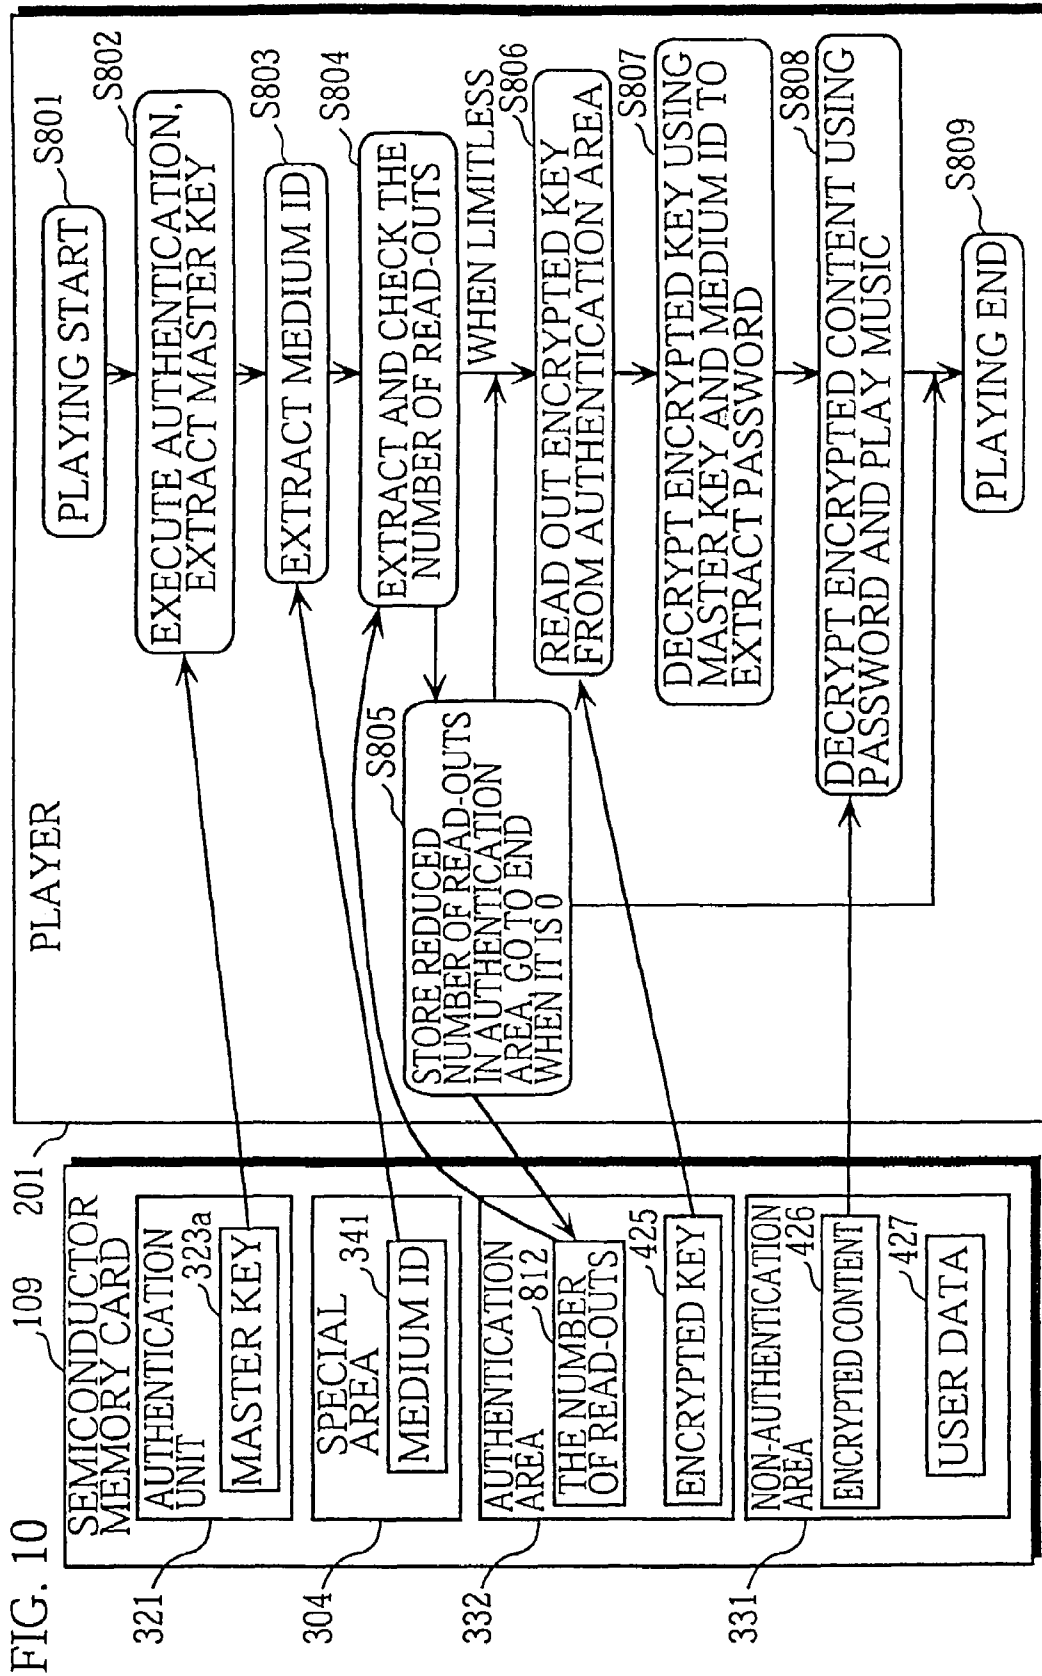 FIG. 10
109
SEMICONDUCTOR
MEMORY CARD
321
AUTHENTICATION
UNIT
323a
MASTER KEY
304
SPECIAL
AREA
341
MEDIUM ID
332
AUTHENTICATION
AREA
812
THE NUMBER
OF READ-OUTS
425
ENCRYPTED KEY
331
NON-AUTHENTICATION
AREA
426
ENCRYPTED CONTENT
427
USER DATA
201
PLAYER
S801
PLAYING START
S802
EXECUTE AUTHENTICATION,
EXTRACT MASTER KEY
S803
EXTRACT MEDIUM ID
S804
EXTRACT AND CHECK THE
NUMBER OF READ-OUTS
S805
STORE REDUCED
NUMBER OF READ-OUTS
IN AUTHENTICATION
AREA, GO TO END
WHEN IT IS 0
WHEN LIMITLESS
S806
READ OUT ENCRYPTED KEY
FROM AUTHENTICATION AREA
S807
DECRYPT ENCRYPTED KEY USING
MASTER KEY AND MEDIUM ID TO
EXTRACT PASSWORD
S808
DECRYPT ENCRYPTED CONTENT USING
PASSWORD AND PLAY MUSIC
S809
PLAYING END